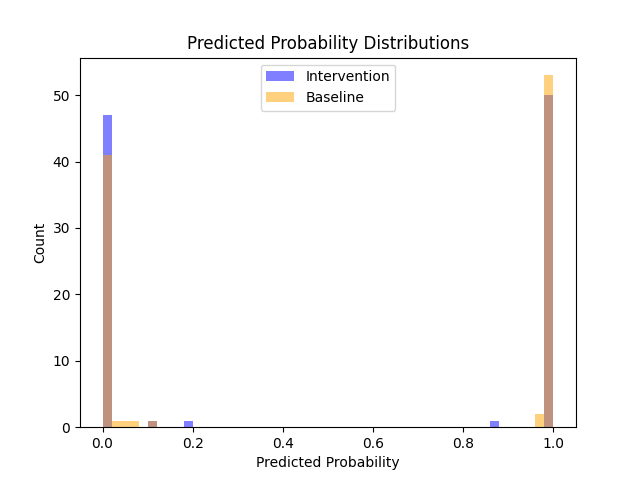 Predicted Probability Distributions
Intervention
Baseline
Count
50
40
30
20
10
0
0.0 0.2 0.4 0.6 0.8 1.0
Predicted Probability